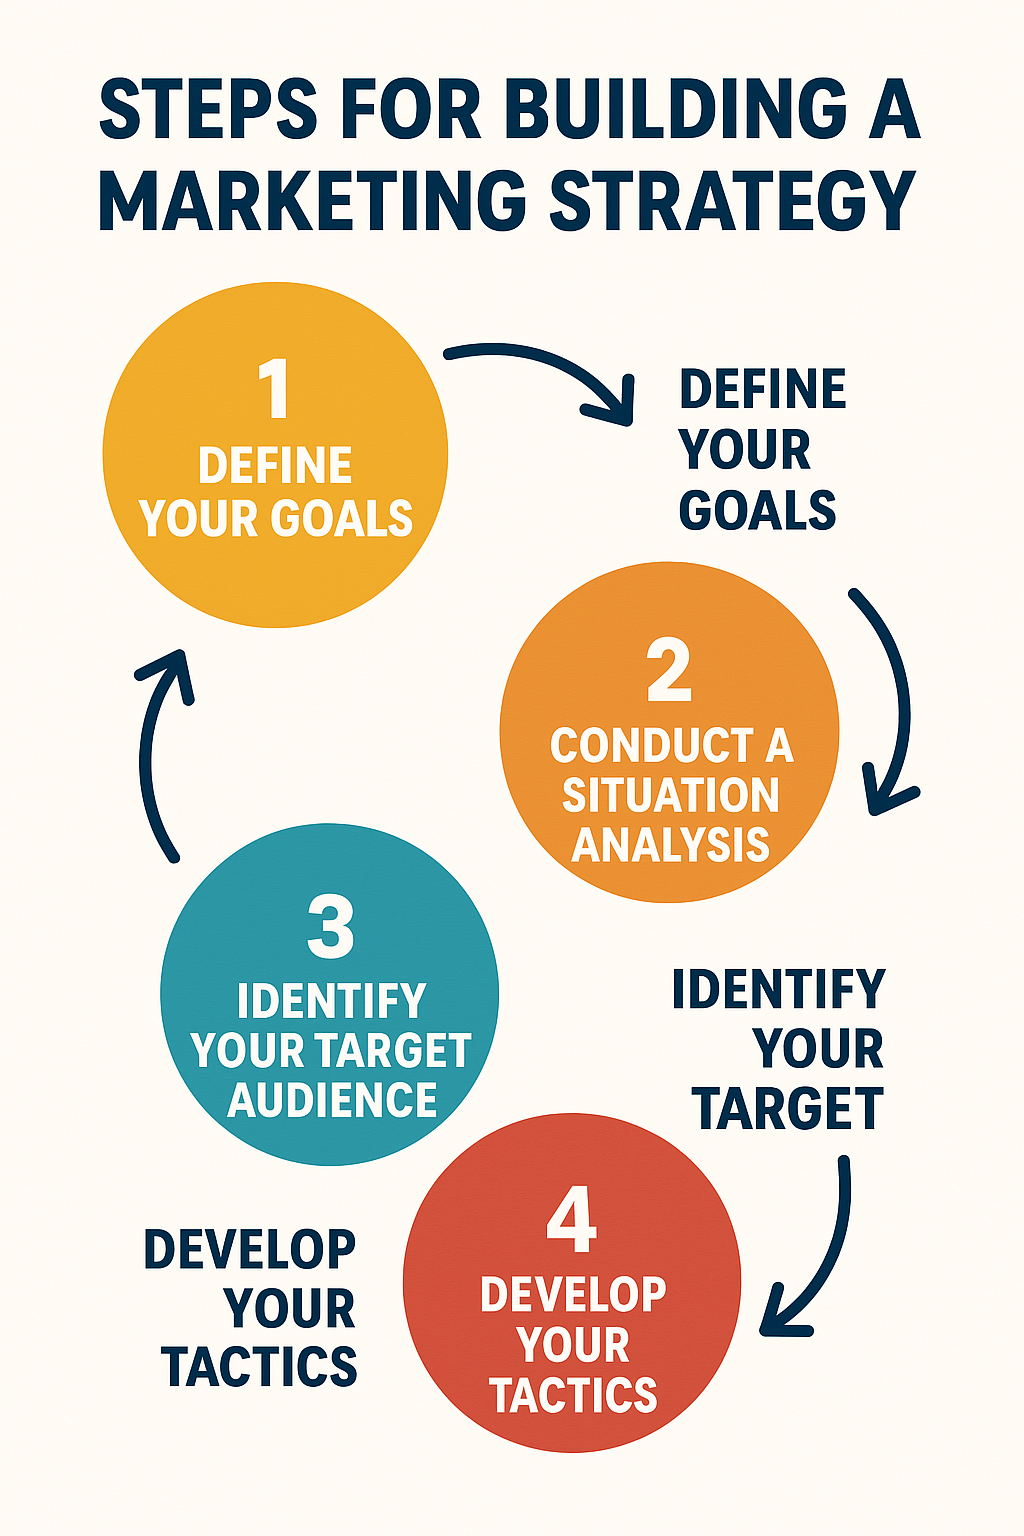 STEPS FOR BUILDING A
MARKETING STRATEGY
1
DEFINE
YOUR GOALS
DEFINE
YOUR
GOALS
2
CONDUCT A
SITUATION
ANALYSIS
3
IDENTIFY
YOUR TARGET
AUDIENCE
IDENTIFY
YOUR
TARGET
4
DEVELOP
YOUR
TACTICS
DEVELOP
YOUR
TACTICS